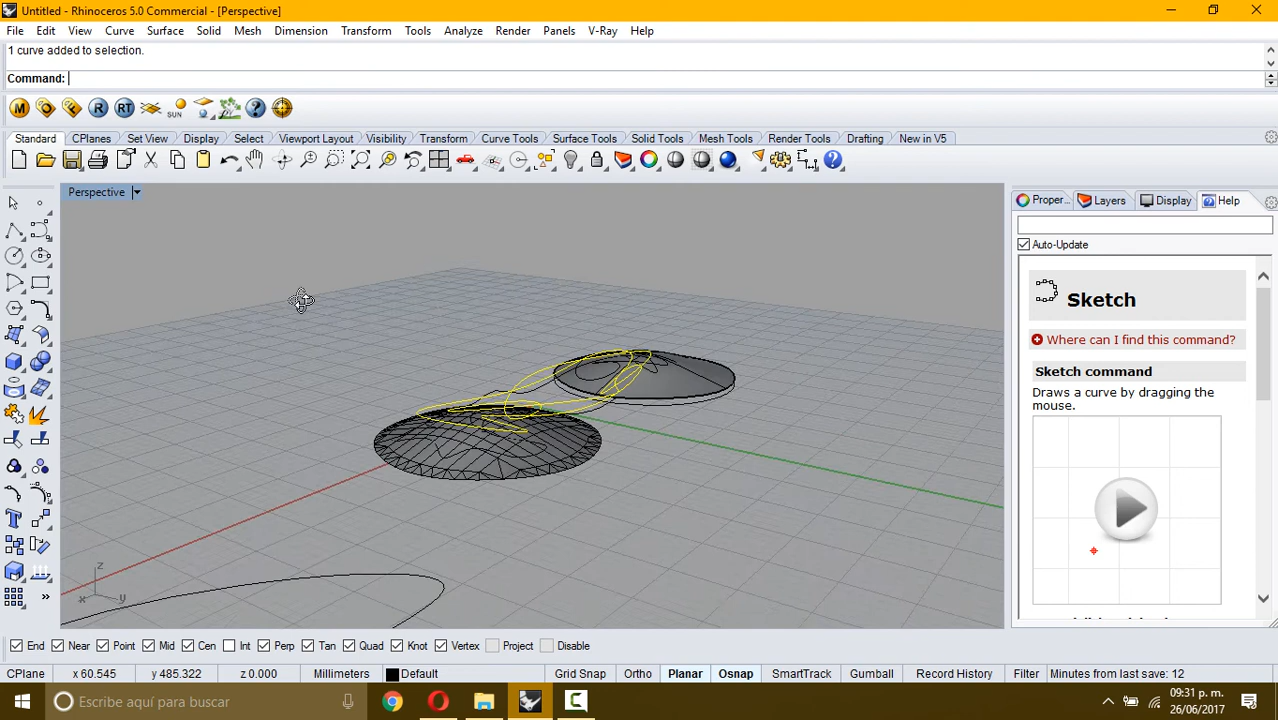 Untitled - Rhinoceros 5.0 Commercial - [Perspective]
File Edit View Curve Surface Solid Mesh Dimension Transform Tools Analyze Render Panels V-Ray Help
1 curve added to selection.
Command:
M O F R RT SUN ?
Standard CPlanes Set View Display Select Viewport Layout Visibility Transform Curve Tools Surface Tools Solid Tools Mesh Tools Render Tools Drafting New in V5
Perspective
Proper... Layers Display Help
Auto-Update
Sketch
Where can I find this command?
Sketch command
Draws a curve by dragging the
mouse.
z
x y
End Near Point Mid Cen Int Perp Tan Quad Knot Vertex Project Disable
CPlane x 60.545 y 485.322 z 0.000 Millimeters Default Grid Snap Ortho Planar Osnap SmartTrack Gumball Record History Filter Minutes from last save: 12
Escribe aquí para buscar
09:31 p. m.
26/06/2017